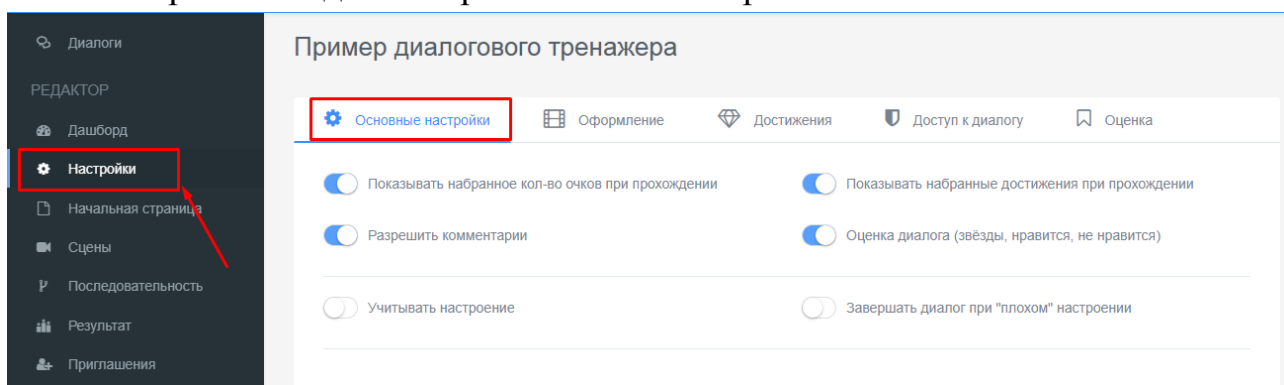 Диалоги
РЕДАКТОР
Дашборд
Настройки
Начальная страница
Сцены
Последовательность
Результат
Приглашения
Пример диалогового тренажера
Основные настройки Оформление Достижения Доступ к диалогу Оценка
Показывать набранное кол-во очков при прохождении Показывать набранные достижения при прохождении
Разрешить комментарии Оценка диалога (звёзды, нравится, не нравится)
Учитывать настроение Завершать диалог при "плохом" настроении